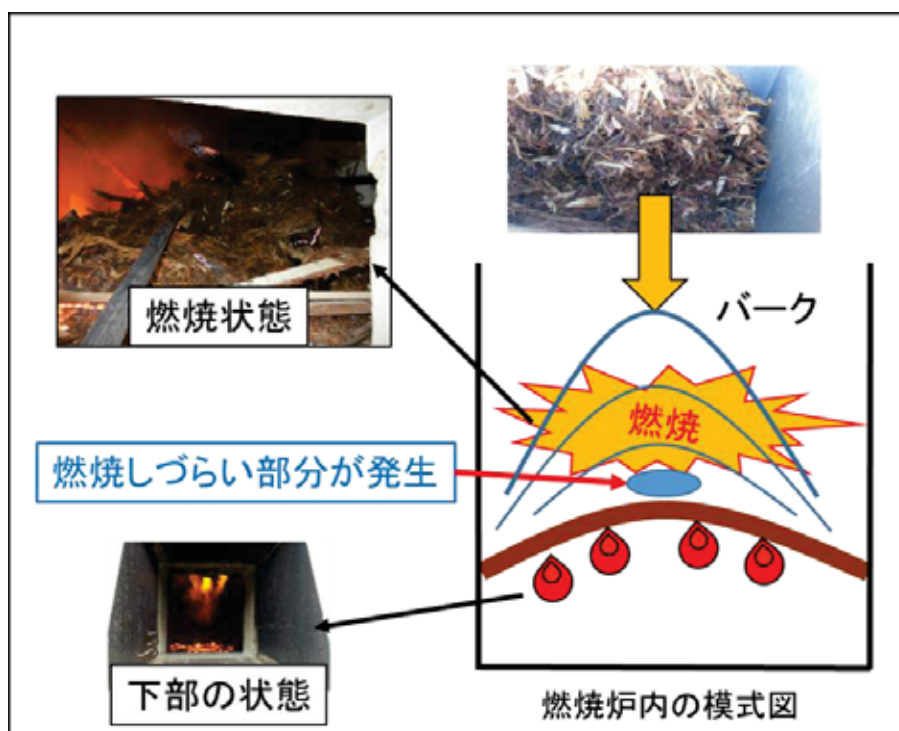 燃焼状態
バーク
燃焼
燃焼しづらい部分が発生
下部の状態
燃焼炉内の模式図